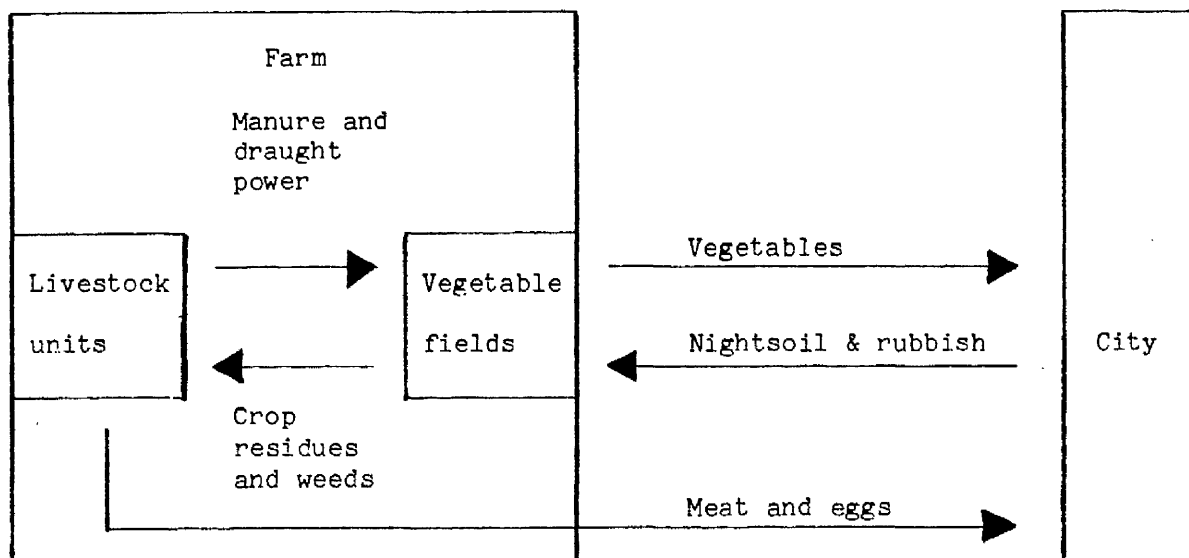 Farm
Manure and
draught
power
Livestock
units
Vegetable
fields
Crop
residues
and weeds
Vegetables
Nightsoil & rubbish
Meat and eggs
City